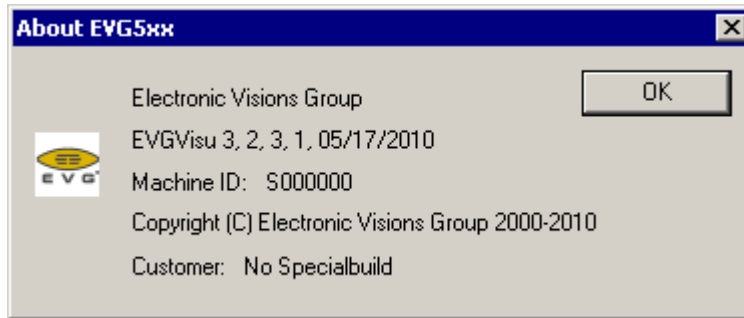 About EVG5xx
Electronic Visions Group
OK
EVGVisu 3, 2, 3, 1, 05/17/2010
EVG
Machine ID: S000000
Copyright (C) Electronic Visions Group 2000-2010
Customer: No Specialbuild